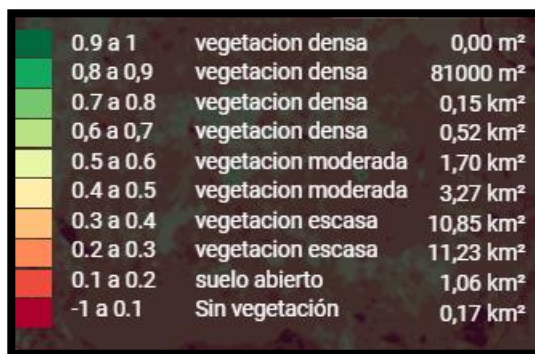 0.9 a 1 vegetacion densa 0,00 m²
0,8 a 0,9 vegetacion densa 81000 m²
0.7 a 0.8 vegetacion densa 0,15 km²
0,6 a 0,7 vegetacion densa 0,52 km²
0.5 a 0.6 vegetacion moderada 1,70 km²
0.4 a 0.5 vegetacion moderada 3,27 km²
0.3 a 0.4 vegetacion escasa 10,85 km²
0.2 a 0.3 vegetacion escasa 11,23 km²
0.1 a 0.2 suelo abierto 1,06 km²
-1 a 0.1 Sin vegetación 0,17 km²